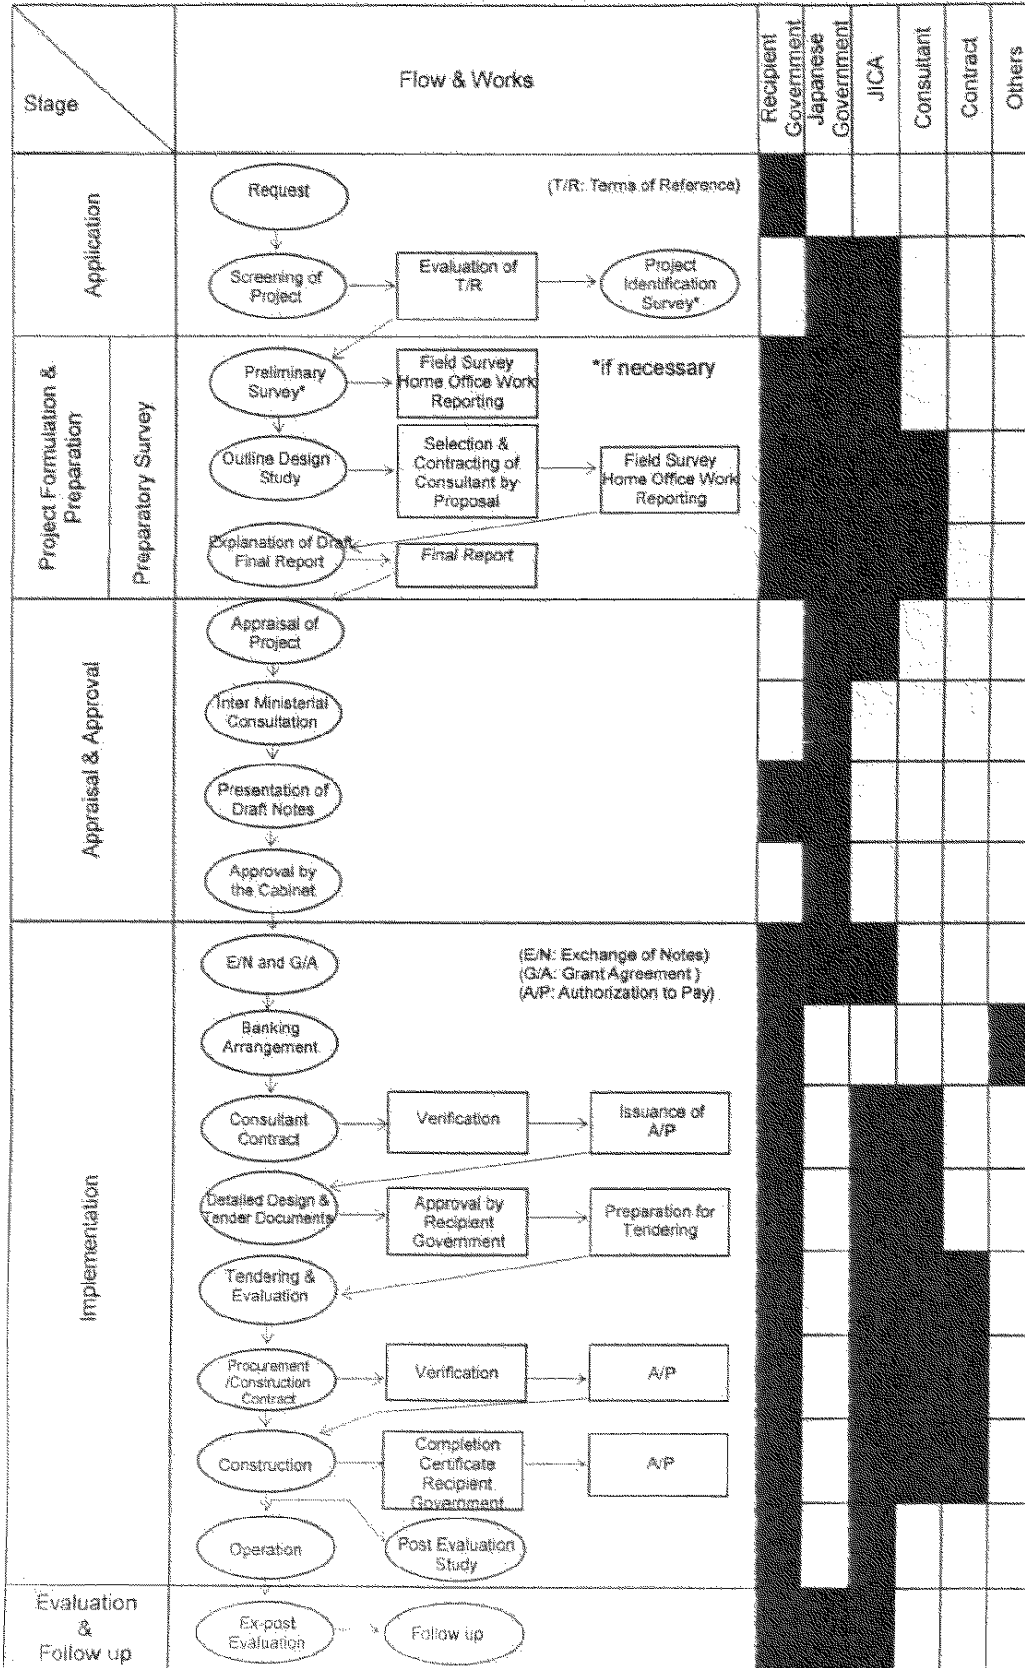 Stage
Flow & Works
Recipient
Government
Japanese
Government
JICA
Consultant
Contract
Others
Application
Request
(T/R: Terms of Reference)
Screening of
Project
Evaluation of
T/R
Project
Identification
Survey*
Project Formulation &
Preparation
Preparatory Survey
Preliminary
Survey*
Field Survey
Home Office Work
Reporting
*if necessary
Outline Design
Study
Selection &
Contracting of
Consultant by
Proposal
Field Survey
Home Office Work
Reporting
Explanation of Draft
Final Report
Final Report
Appraisal & Approval
Appraisal of
Project
Inter Ministerial
Consultation
Presentation of
Draft Notes
Approval by
the Cabinet
Implementation
E/N and G/A
(E/N: Exchange of Notes)
(G/A: Grant Agreement )
(A/P: Authorization to Pay)
Banking
Arrangement
Consultant
Contract
Verification
Issuance of
A/P
Detailed Design &
Tender Documents
Approval by
Recipient
Government
Preparation for
Tendering
Tendering &
Evaluation
Procurement
/Construction
Contract
Verification
A/P
Construction
Completion
Certificate
Recipient
Government
A/P
Operation
Post Evaluation
Study
Evaluation
&
Follow up
Ex-post
Evaluation
Follow up